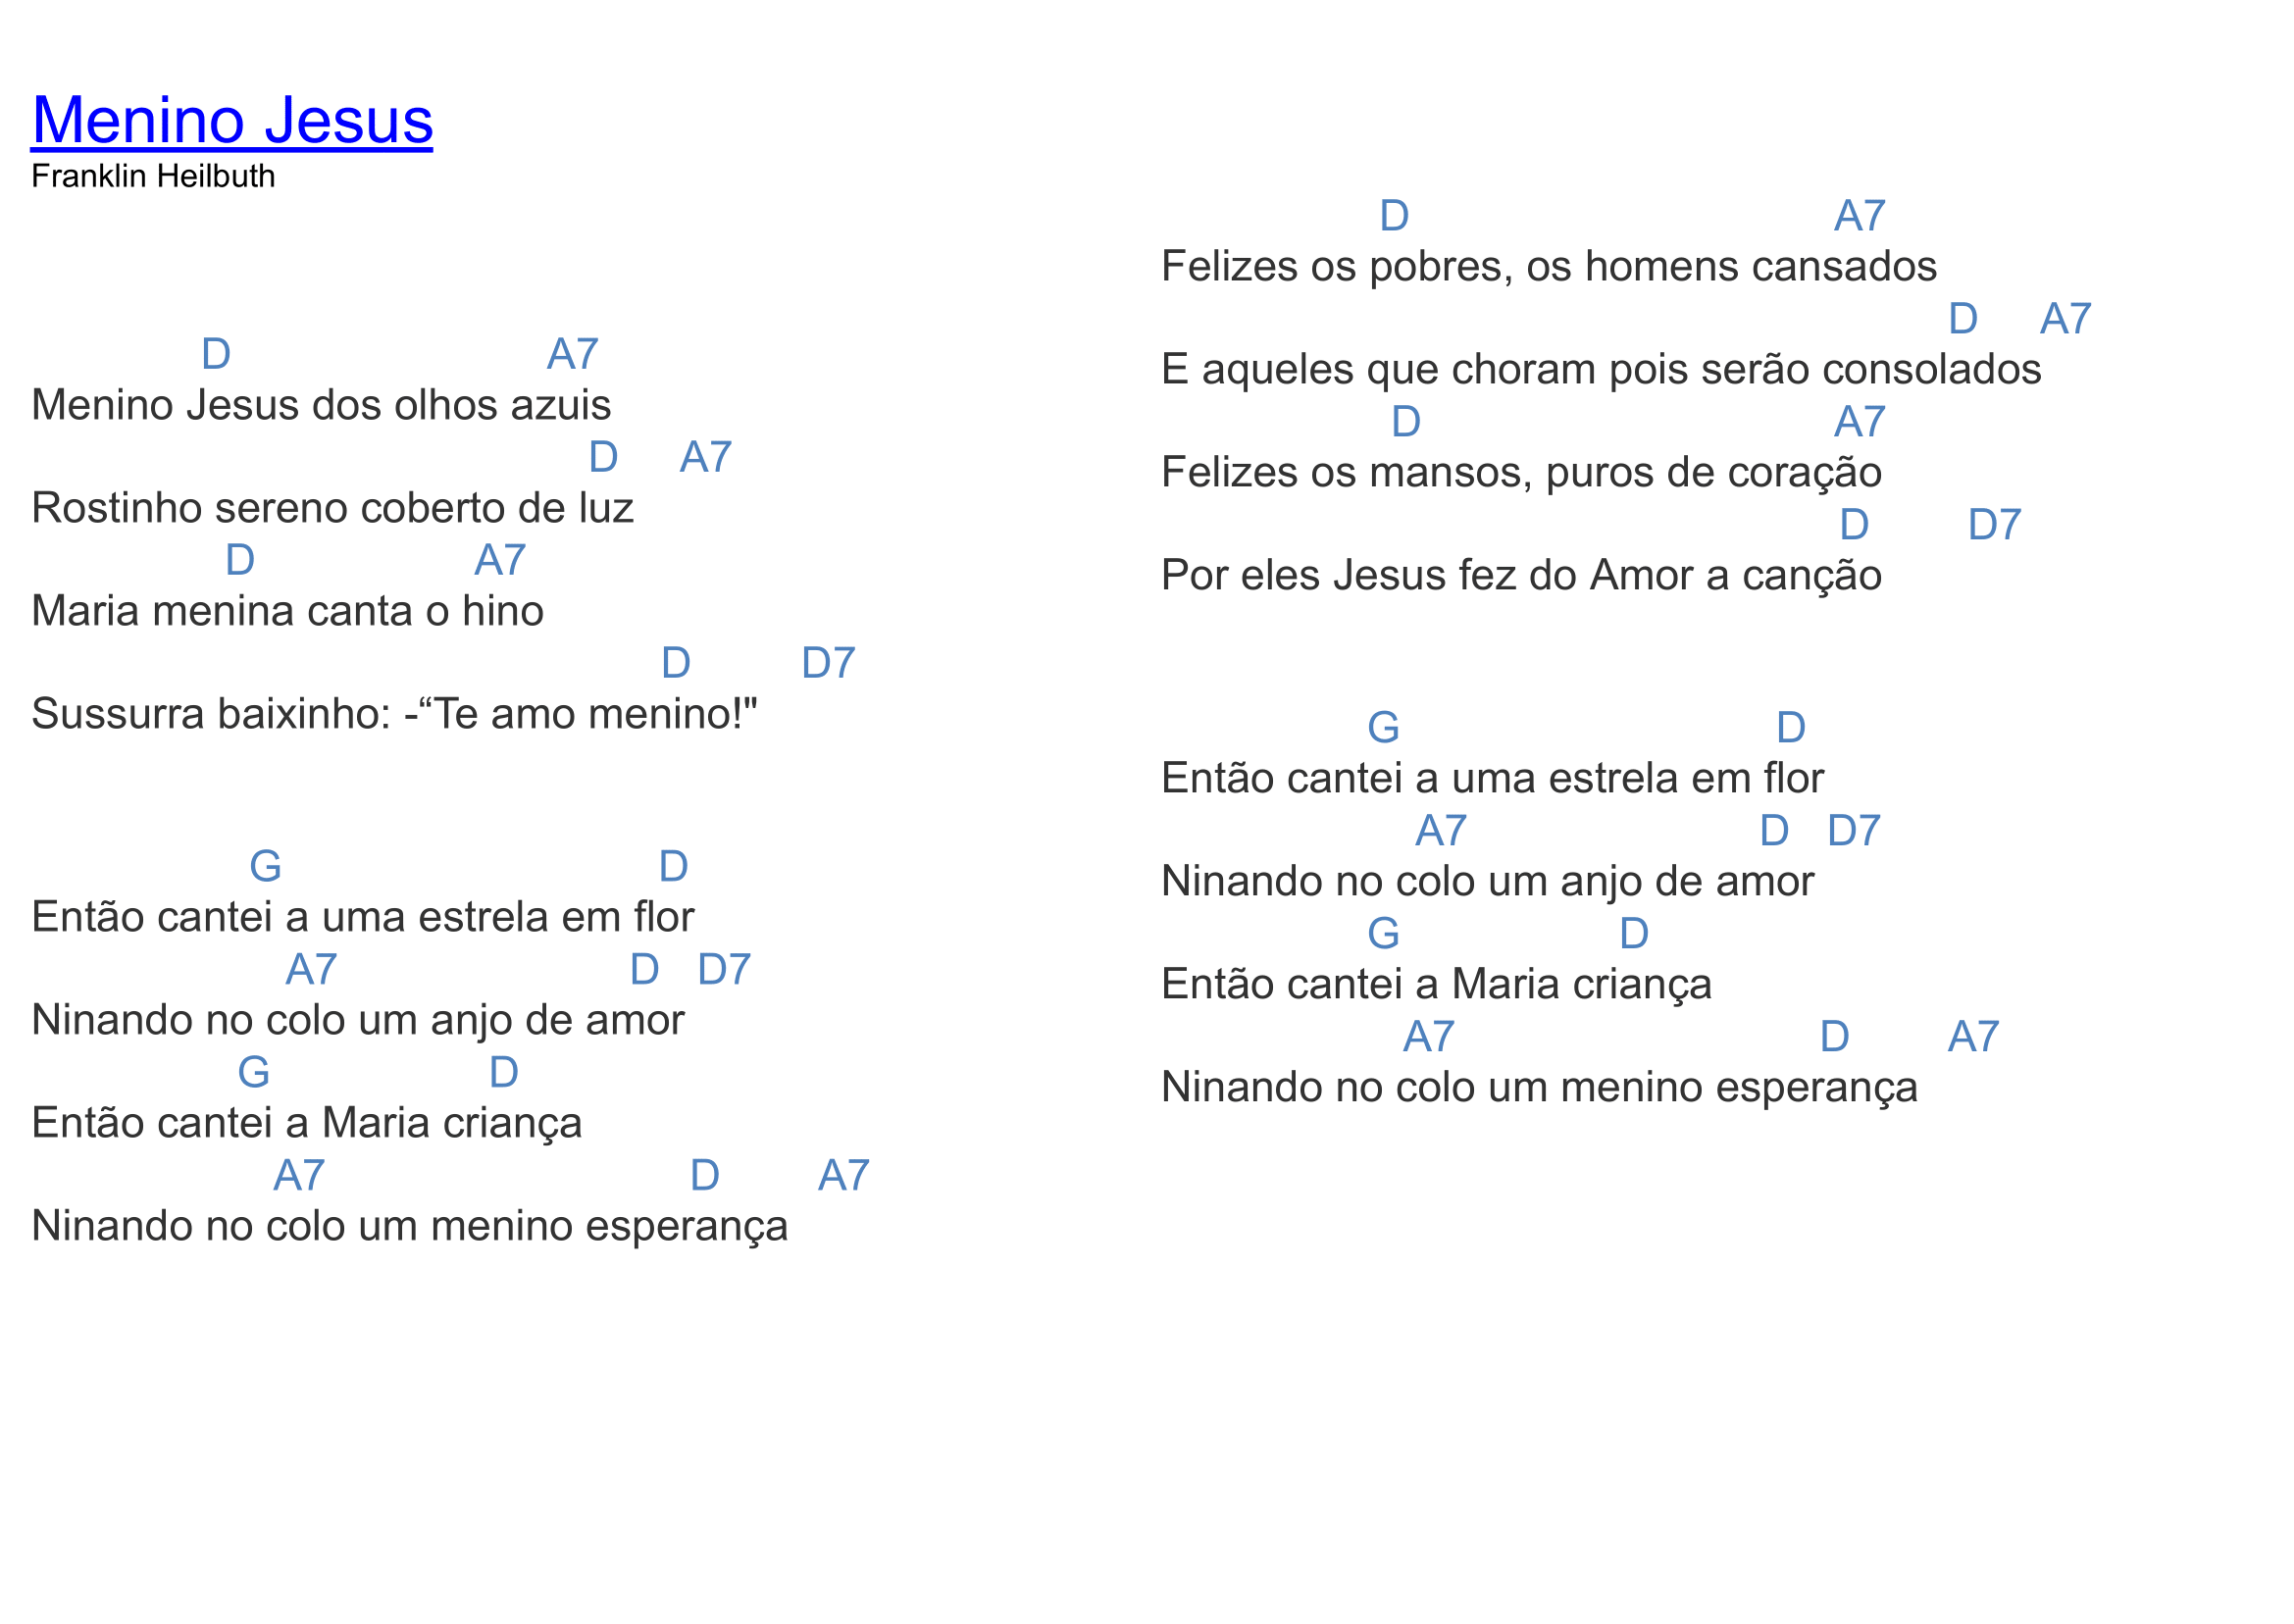 Menino Jesus
Franklin Heilbuth
D A7
Menino Jesus dos olhos azuis
D A7
Rostinho sereno coberto de luz
D A7
Maria menina canta o hino
D D7
Sussurra baixinho: -“Te amo menino!"
G D
Então cantei a uma estrela em flor
A7 D D7
Ninando no colo um anjo de amor
G D
Então cantei a Maria criança
A7 D A7
Ninando no colo um menino esperança
D A7
Felizes os pobres, os homens cansados
D A7
E aqueles que choram pois serão consolados
D A7
Felizes os mansos, puros de coração
D D7
Por eles Jesus fez do Amor a canção
G D
Então cantei a uma estrela em flor
A7 D D7
Ninando no colo um anjo de amor
G D
Então cantei a Maria criança
A7 D A7
Ninando no colo um menino esperança